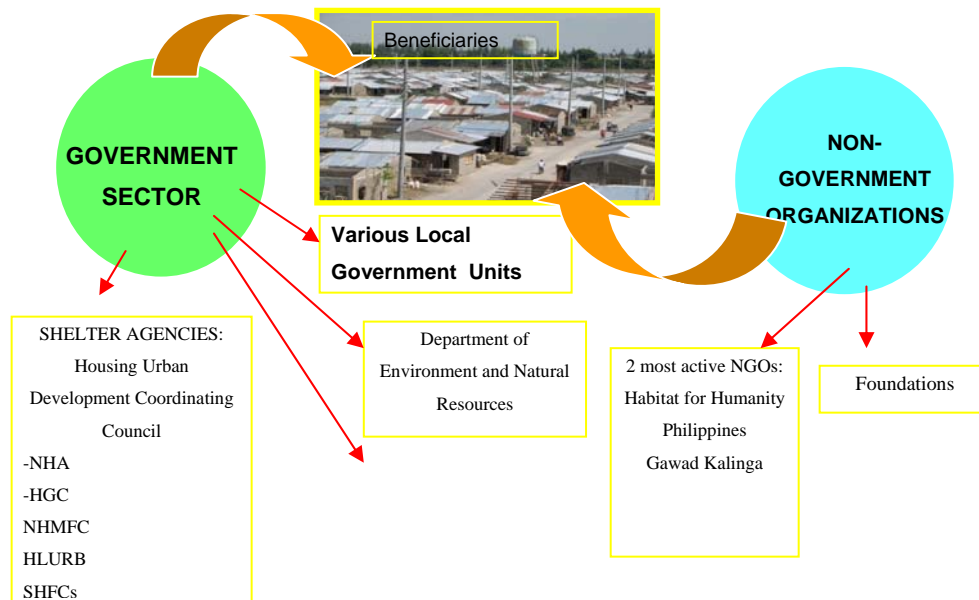 Beneficiaries
GOVERNMENT
SECTOR
NON-
GOVERNMENT
ORGANIZATIONS
Various Local
Government Units
SHELTER AGENCIES:
Housing Urban
Development Coordinating
Council
-NHA
-HGC
NHMFC
HLURB
SHFCs
Department of
Environment and Natural
Resources
2 most active NGOs:
Habitat for Humanity
Philippines
Gawad Kalinga
Foundations